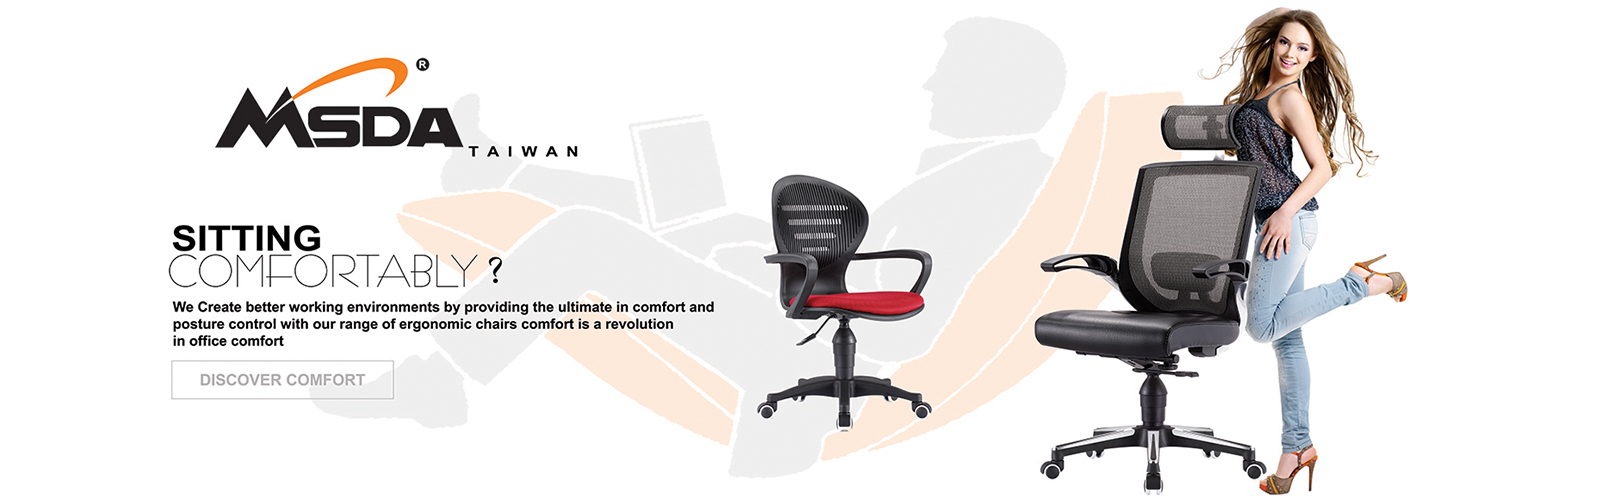 MSDA®
TAIWAN
SITTING
COMFORTABLY?
We Create better working environments by providing the ultimate in comfort and
posture control with our range of ergonomic chairs comfort is a revolution
in office comfort
DISCOVER COMFORT